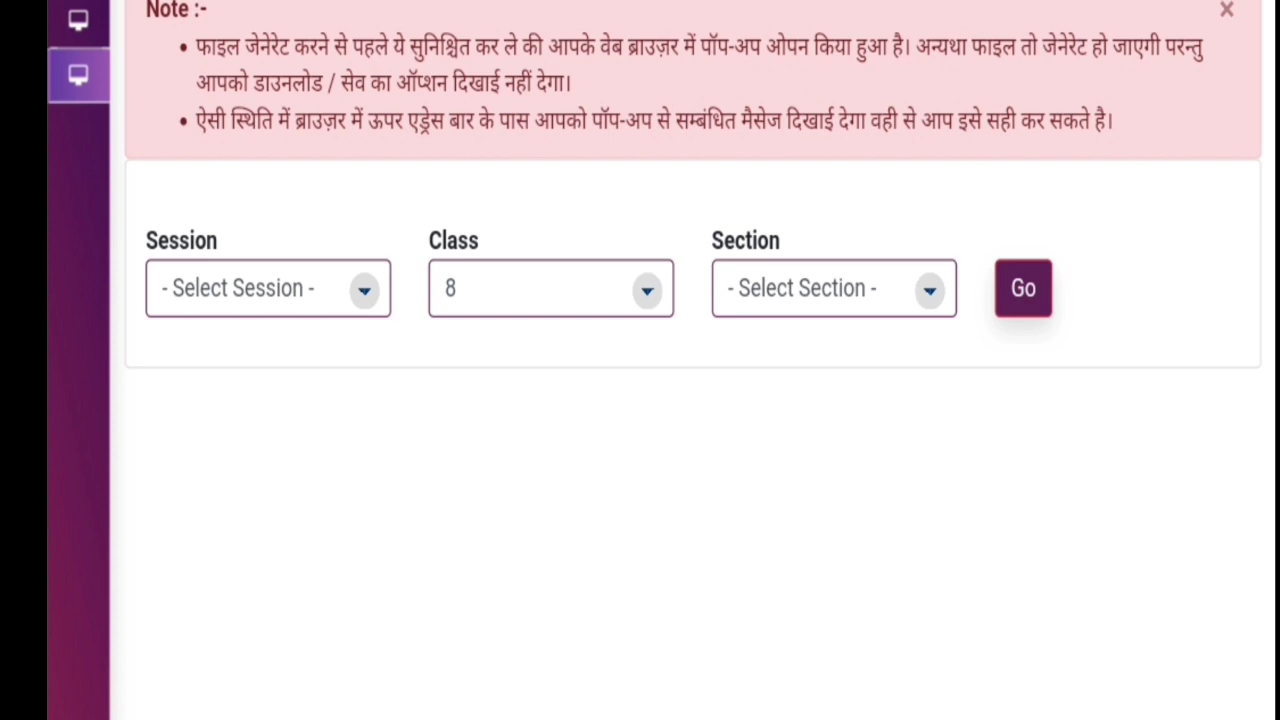 Note :-
×
• फाइल जेनेरेट करने से पहले ये सुनिश्चित कर ले की आपके वेब ब्राउज़र में पॉप-अप ओपन किया हुआ है। अन्यथा फाइल तो जेनेरेट हो जाएगी परन्तु
आपको डाउनलोड / सेव का ऑप्शन दिखाई नहीं देगा।
• ऐसी स्थिति में ब्राउज़र में ऊपर एड्रेस बार के पास आपको पॉप-अप से सम्बंधित मैसेज दिखाई देगा वही से आप इसे सही कर सकते है।
Session Class Section
- Select Session - 8 - Select Section - Go